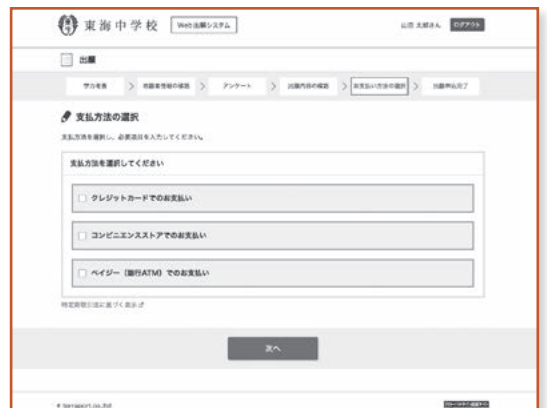 東海中学校 Web出願システム 山田 太郎さん ログアウト
出願
志願者情報の確認 > アンケート > 出願内容の確認 > お支払い方法の選択 > 出願申込完了
支払方法の選択
支払方法を選択し、必要項目を入力してください。
支払方法を選択してください
クレジットカードでのお支払い
コンビニエンスストアでのお支払い
ペイジー（銀行ATM）でのお支払い
特定商取引法に基づく表示
次へ